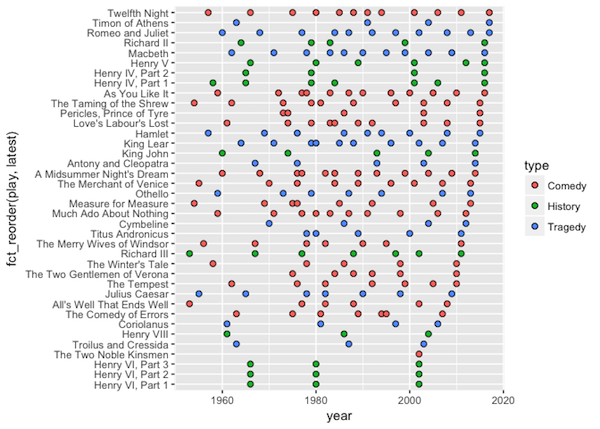 fct_reorder(play, latest)
Twelfth Night
Timon of Athens
Romeo and Juliet
Richard II
Macbeth
Henry V
Henry IV, Part 2
Henry IV, Part 1
As You Like It
The Taming of the Shrew
Pericles, Prince of Tyre
Love's Labour's Lost
Hamlet
King Lear
King John
Antony and Cleopatra
A Midsummer Night's Dream
The Merchant of Venice
Othello
Measure for Measure
Much Ado About Nothing
Cymbeline
Titus Andronicus
The Merry Wives of Windsor
Richard III
The Winter's Tale
The Two Gentlemen of Verona
The Tempest
Julius Caesar
All's Well That Ends Well
The Comedy of Errors
Coriolanus
Henry VIII
Troilus and Cressida
The Two Noble Kinsmen
Henry VI, Part 3
Henry VI, Part 2
Henry VI, Part 1
1960 1980 2000 2020
year
type
Comedy
History
Tragedy